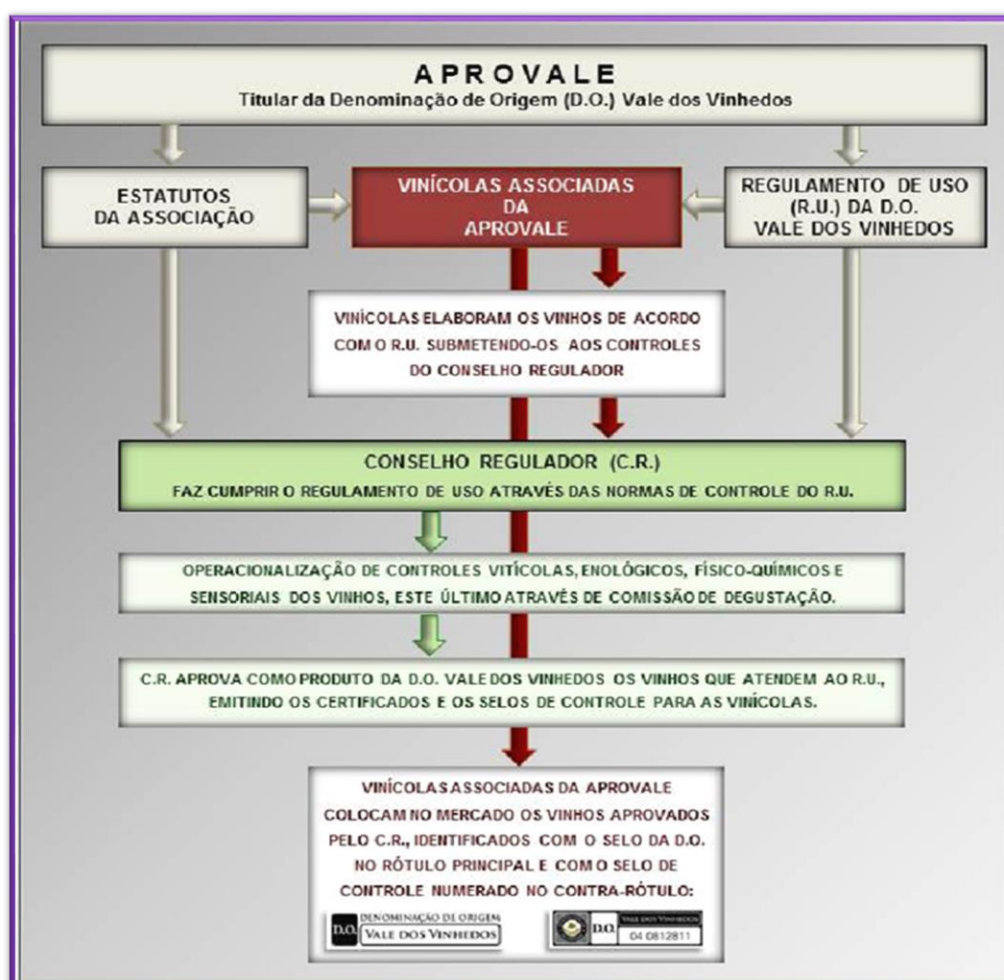 APROVALE
Titular da Denominação de Origem (D.O.) Vale dos Vinhedos
ESTATUTOS
DA ASSOCIAÇÃO
VINÍCOLAS ASSOCIADAS
DA
APROVALE
REGULAMENTO DE USO
(R.U.) DA D.O.
VALE DOS VINHEDOS
VINÍCOLAS ELABORAM OS VINHOS DE ACORDO
COM O R.U. SUBMETENDO-OS AOS CONTROLES
DO CONSELHO REGULADOR
CONSELHO REGULADOR (C.R.)
FAZ CUMPRIR O REGULAMENTO DE USO ATRAVÉS DAS NORMAS DE CONTROLE DO R.U.
OPERACIONALIZAÇÃO DE CONTROLES VITÍCOLAS, ENOLÓGICOS, FÍSICO-QUÍMICOS E
SENSORIAIS DOS VINHOS, ESTE ÚLTIMO ATRAVÉS DE COMISSÃO DE DEGUSTAÇÃO.
C.R. APROVA COMO PRODUTO DA D.O. VALE DOS VINHEDOS OS VINHOS QUE ATENDEM AO R.U.,
EMITINDO OS CERTIFICADOS E OS SELOS DE CONTROLE PARA AS VINÍCOLAS.
VINÍCOLAS ASSOCIADAS DA APROVALE
COLOCAM NO MERCADO OS VINHOS APROVADOS
PELO C.R., IDENTIFICADOS COM O SELO DA D.O.
NO RÓTULO PRINCIPAL E COM O SELO DE
CONTROLE NUMERADO NO CONTRA-RÓTULO:
DENOMINAÇÃO DE ORIGEM
D.O. VALE DOS VINHEDOS
VALE DOS VINHEDOS
D.O. 04 0812811